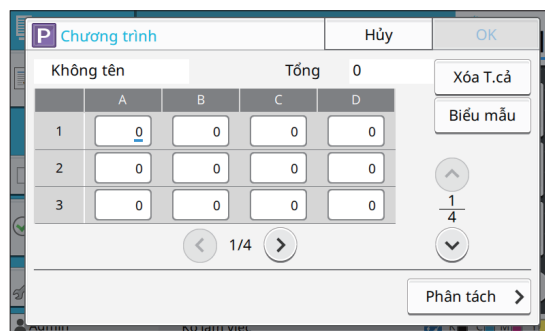 P Chương trình Hủy OK
Không tên Tổng 0 Xóa T.cả
A B C D Biểu mẫu
1 0 0 0 0
2 0 0 0 0
3 0 0 0 0 1
4
1/4
Phân tách
Admin